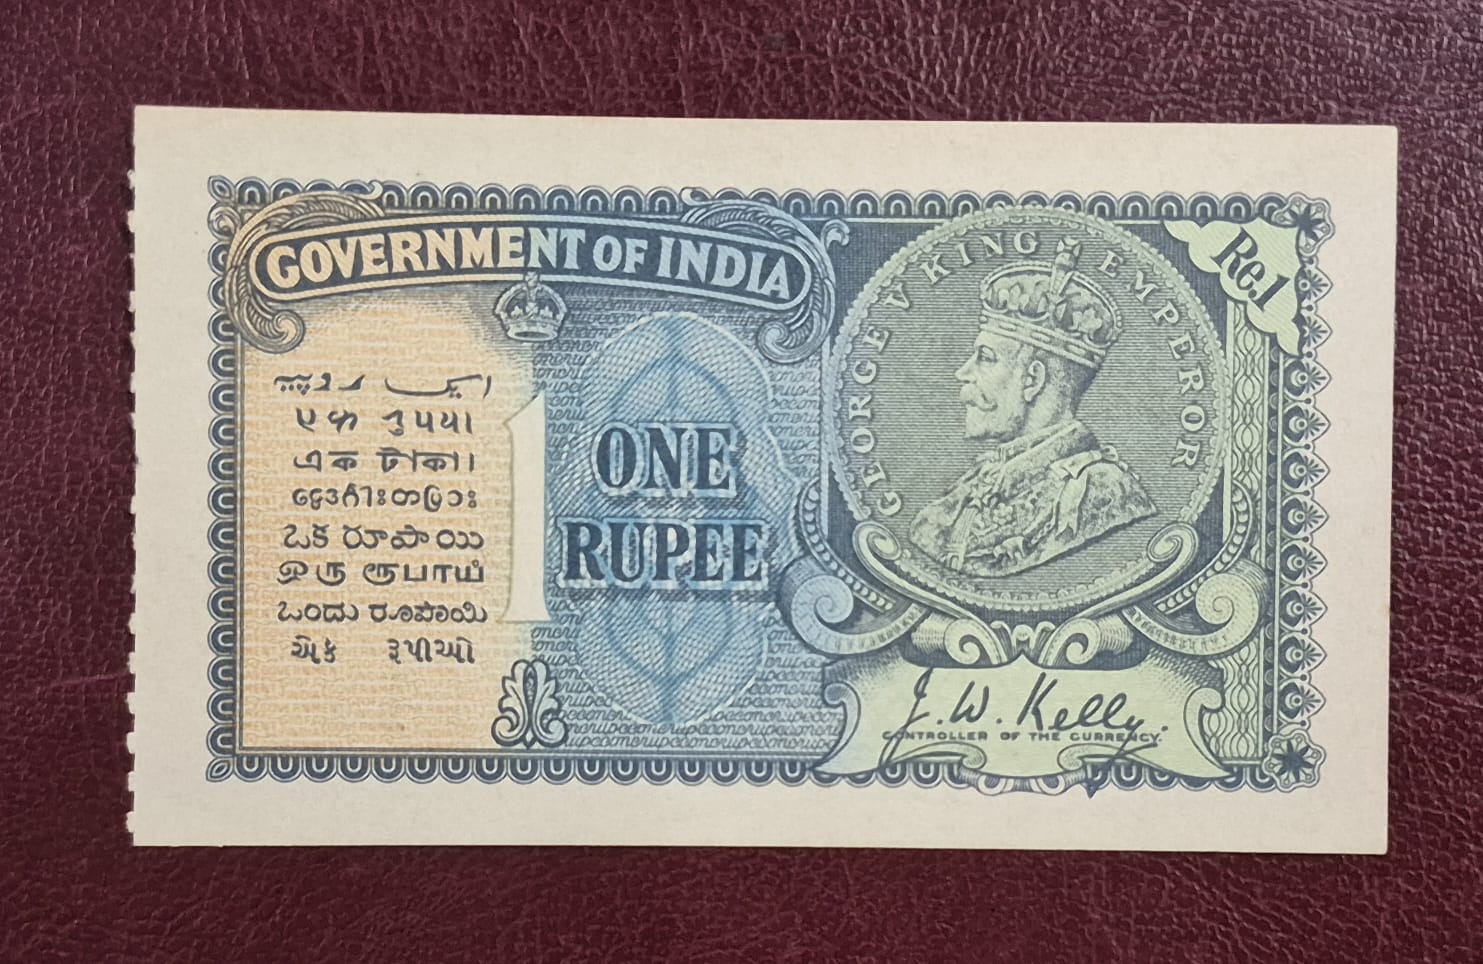 GOVERNMENT OF INDIA
GEORGE V KING EMPEROR
Re.1
ایک روپیہ
एक रुपया
এক টাকা।
ငွေဒင်္ဂါးတပြား
ఒక రూపాయి
ஒரு ரூபாய்
ಒಂದು ರೂಪಾಯಿ
એક રૂપીઓ
1
ONE
RUPEE
J. W. Kelly.
CONTROLLER OF THE CURRENCY.